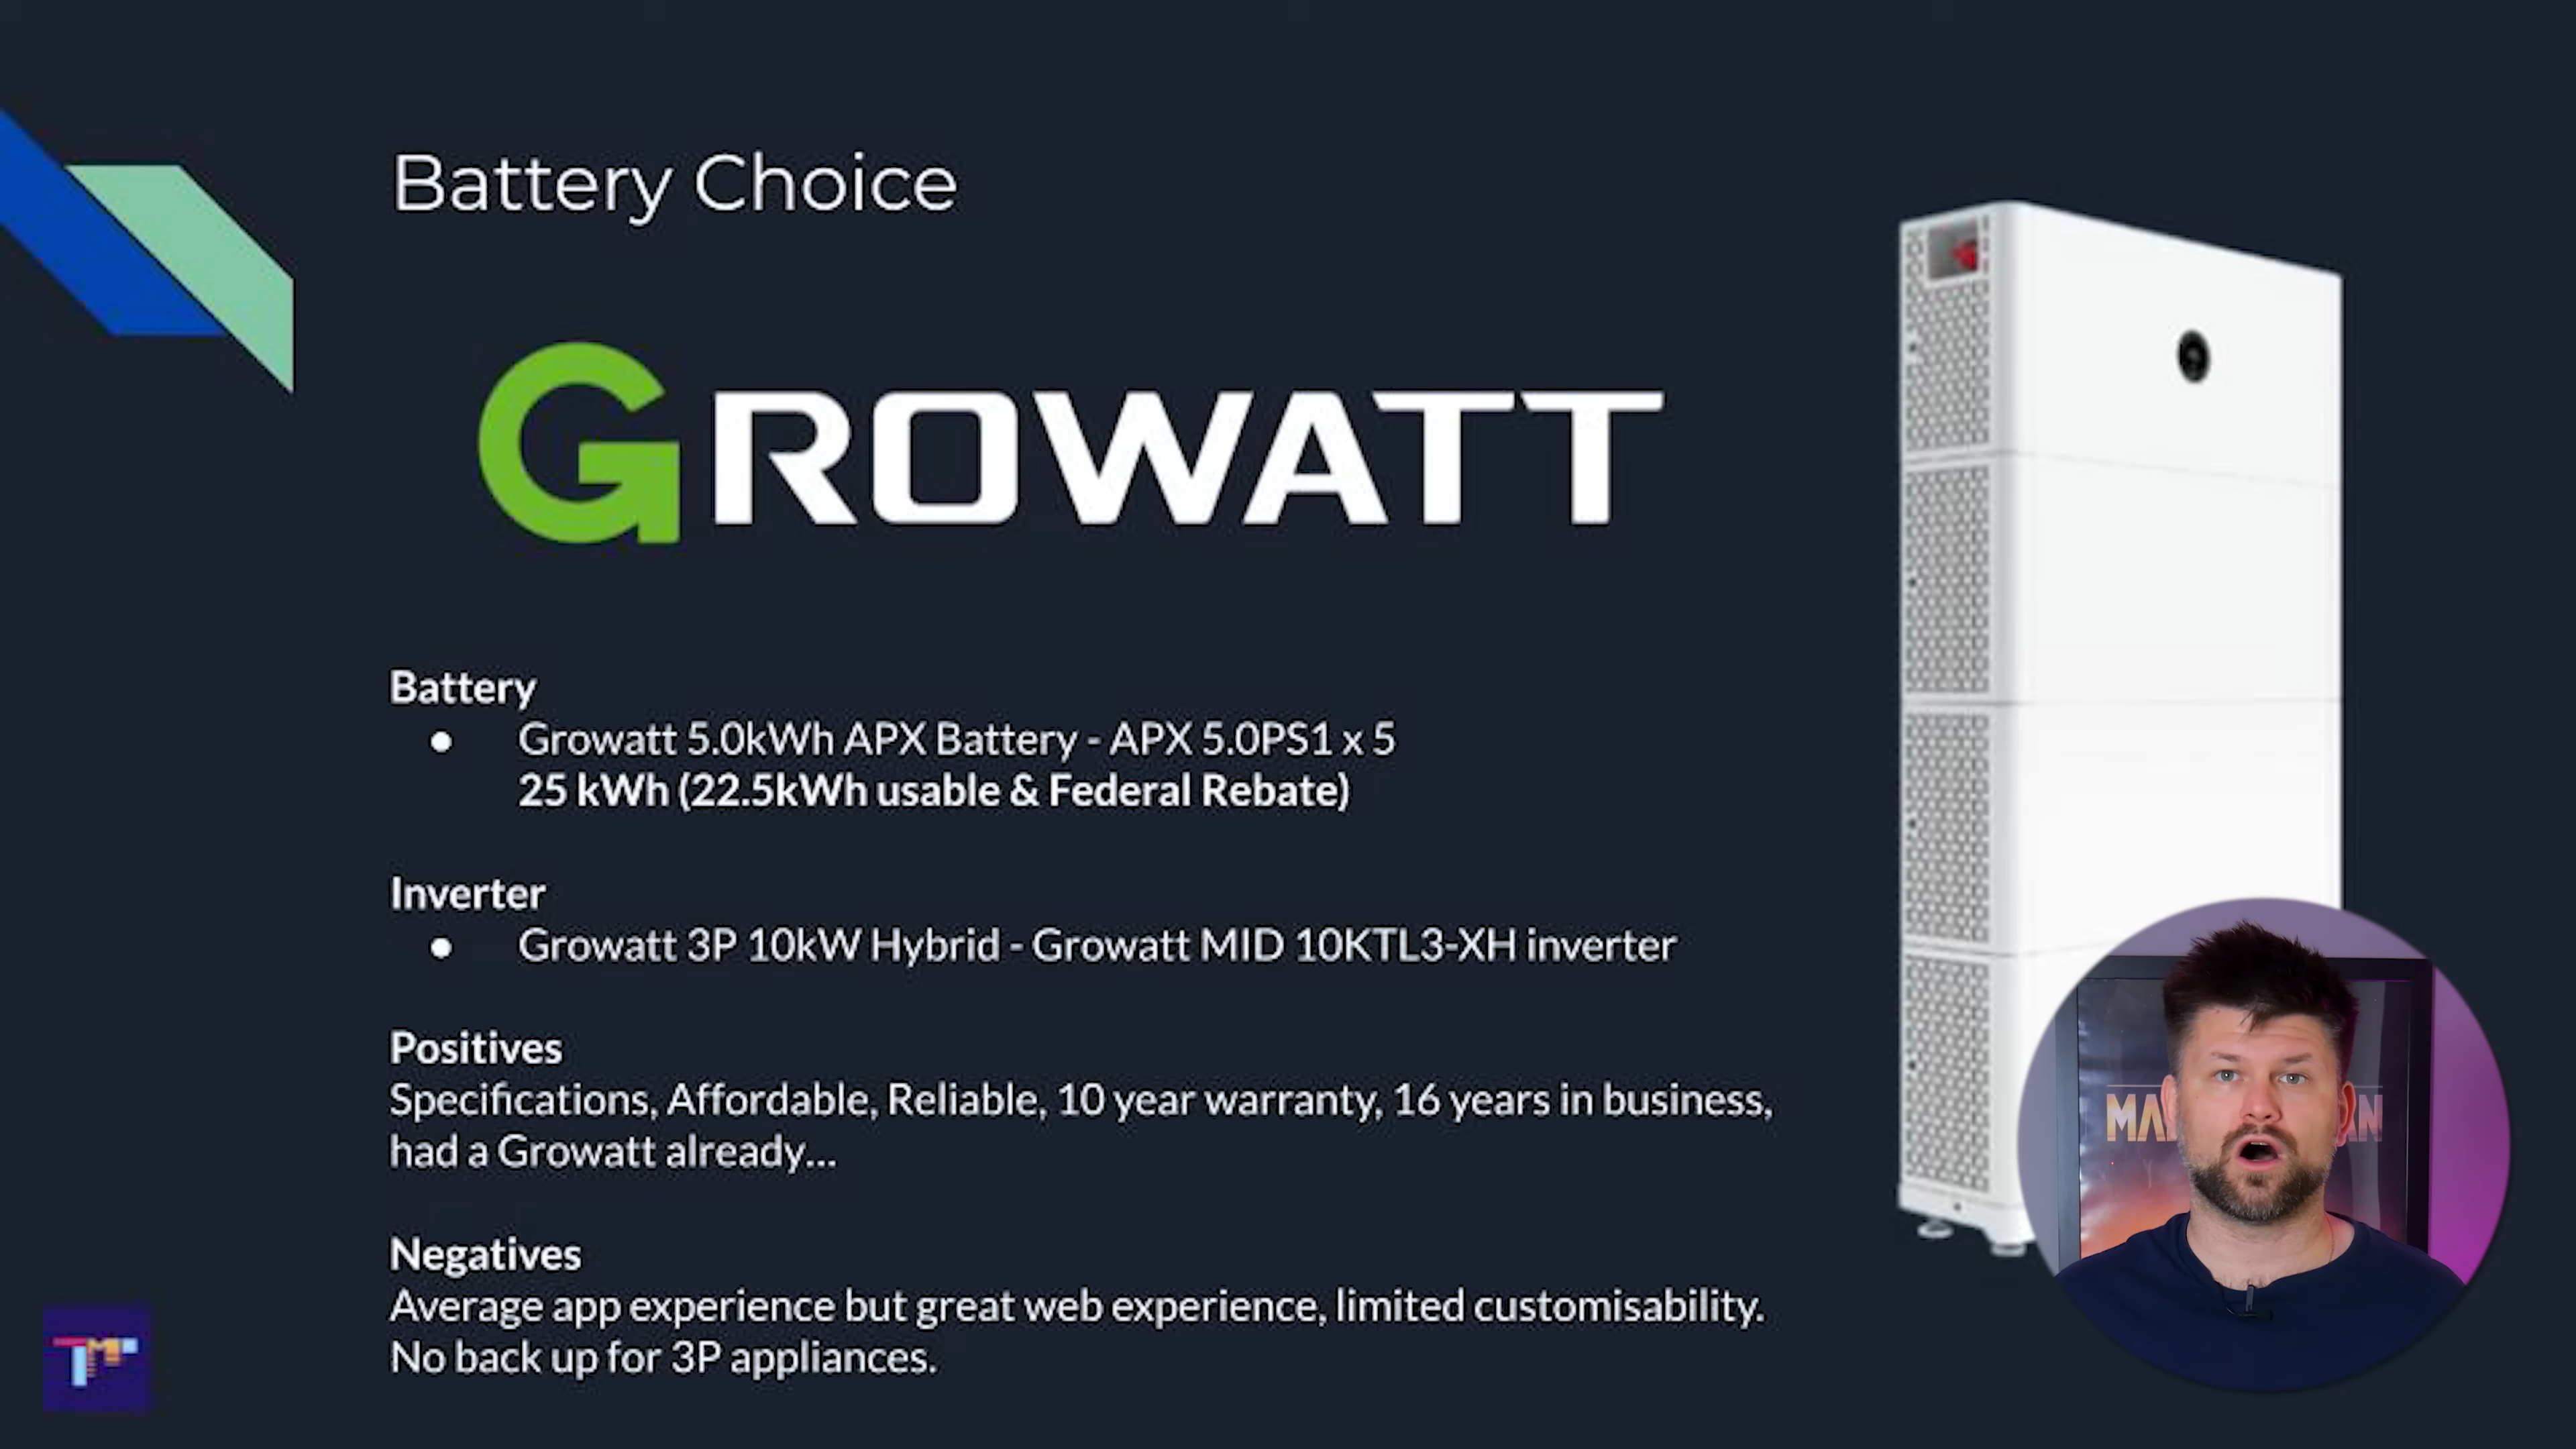 Battery Choice
GROWATT
Battery
● Growatt 5.0kWh APX Battery - APX 5.0PS1 x 5
25 kWh (22.5kWh usable & Federal Rebate)
Inverter
● Growatt 3P 10kW Hybrid - Growatt MID 10KTL3-XH inverter
Positives
Specifications, Affordable, Reliable, 10 year warranty, 16 years in business,
had a Growatt already...
Negatives
Average app experience but great web experience, limited customisability.
No back up for 3P appliances.
TMT